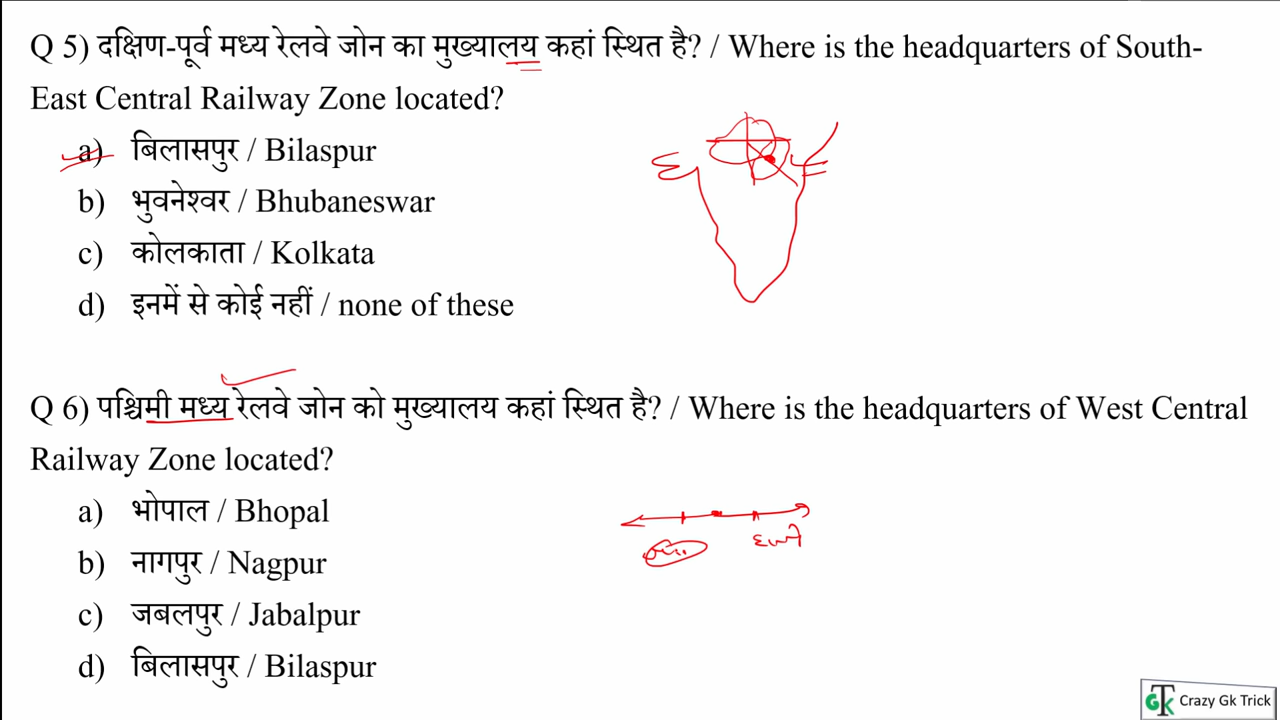 Q 5) दक्षिण-पूर्व मध्य रेलवे जोन का मुख्यालय कहां स्थित है? / Where is the headquarters of South-
East Central Railway Zone located?
a) बिलासपुर / Bilaspur
b) भुवनेश्वर / Bhubaneswar
c) कोलकाता / Kolkata
d) इनमें से कोई नहीं / none of these
Q 6) पश्चिमी मध्य रेलवे जोन को मुख्यालय कहां स्थित है? / Where is the headquarters of West Central
Railway Zone located?
a) भोपाल / Bhopal
b) नागपुर / Nagpur
c) जबलपुर / Jabalpur
d) बिलासपुर / Bilaspur
GTK Crazy Gk Trick